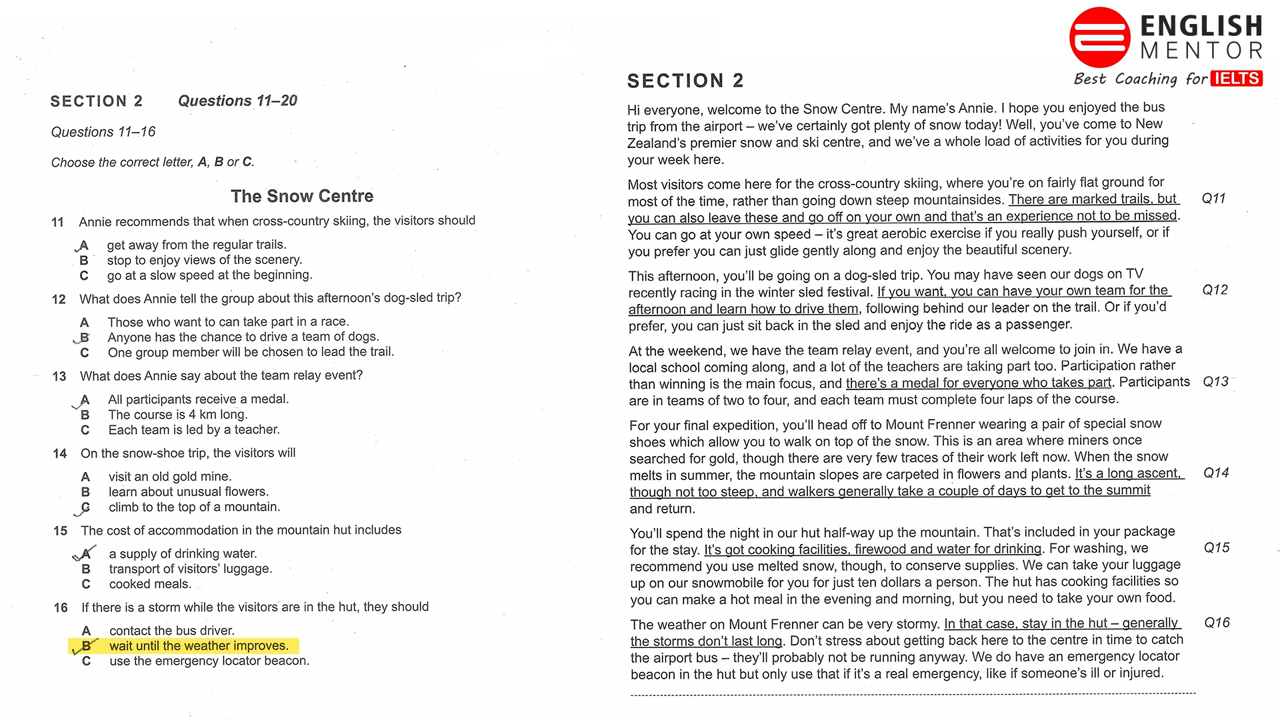 ENGLISH
MENTOR
Best Coaching for IELTS
SECTION 2 Questions 11–20
Questions 11–16
Choose the correct letter, A, B or C.
The Snow Centre
11 Annie recommends that when cross-country skiing, the visitors should
A get away from the regular trails.
B stop to enjoy views of the scenery.
C go at a slow speed at the beginning.
12 What does Annie tell the group about this afternoon's dog-sled trip?
A Those who want to can take part in a race.
B Anyone has the chance to drive a team of dogs.
C One group member will be chosen to lead the trail.
13 What does Annie say about the team relay event?
A All participants receive a medal.
B The course is 4 km long.
C Each team is led by a teacher.
14 On the snow-shoe trip, the visitors will
A visit an old gold mine.
B learn about unusual flowers.
C climb to the top of a mountain.
15 The cost of accommodation in the mountain hut includes
A a supply of drinking water.
B transport of visitors' luggage.
C cooked meals.
16 If there is a storm while the visitors are in the hut, they should
A contact the bus driver.
B wait until the weather improves.
C use the emergency locator beacon.
SECTION 2
Hi everyone, welcome to the Snow Centre. My name's Annie. I hope you enjoyed the bus
trip from the airport – we've certainly got plenty of snow today! Well, you've come to New
Zealand's premier snow and ski centre, and we've a whole load of activities for you during
your week here.
Most visitors come here for the cross-country skiing, where you're on fairly flat ground for
most of the time, rather than going down steep mountainsides. There are marked trails, but Q11
you can also leave these and go off on your own and that's an experience not to be missed.
You can go at your own speed – it's great aerobic exercise if you really push yourself, or if
you prefer you can just glide gently along and enjoy the beautiful scenery.
This afternoon, you'll be going on a dog-sled trip. You may have seen our dogs on TV
recently racing in the winter sled festival. If you want, you can have your own team for the Q12
afternoon and learn how to drive them, following behind our leader on the trail. Or if you'd
prefer, you can just sit back in the sled and enjoy the ride as a passenger.
At the weekend, we have the team relay event, and you're all welcome to join in. We have a
local school coming along, and a lot of the teachers are taking part too. Participation rather
than winning is the main focus, and there's a medal for everyone who takes part. Participants Q13
are in teams of two to four, and each team must complete four laps of the course.
For your final expedition, you'll head off to Mount Frenner wearing a pair of special snow
shoes which allow you to walk on top of the snow. This is an area where miners once
searched for gold, though there are very few traces of their work left now. When the snow
melts in summer, the mountain slopes are carpeted in flowers and plants. It's a long ascent, Q14
though not too steep, and walkers generally take a couple of days to get to the summit
and return.
You'll spend the night in our hut half-way up the mountain. That's included in your package
for the stay. It's got cooking facilities, firewood and water for drinking. For washing, we Q15
recommend you use melted snow, though, to conserve supplies. We can take your luggage
up on our snowmobile for you for just ten dollars a person. The hut has cooking facilities so
you can make a hot meal in the evening and morning, but you need to take your own food.
The weather on Mount Frenner can be very stormy. In that case, stay in the hut – generally Q16
the storms don't last long. Don't stress about getting back here to the centre in time to catch
the airport bus – they'll probably not be running anyway. We do have an emergency locator
beacon in the hut but only use that if it's a real emergency, like if someone's ill or injured.